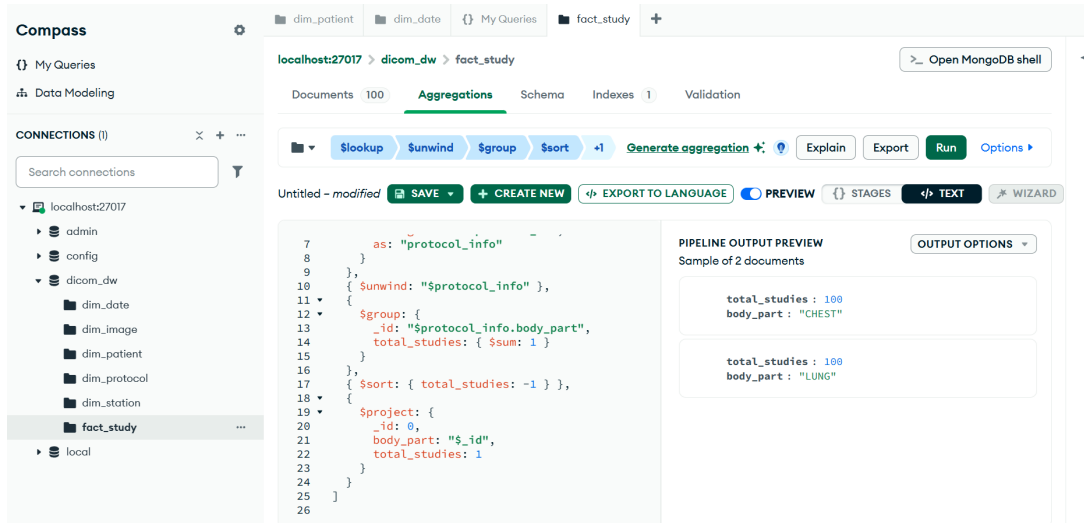 Compass
My Queries
Data Modeling
CONNECTIONS (1)
Search connections
localhost:27017
admin
config
dicom_dw
dim_date
dim_image
dim_patient
dim_protocol
dim_station
fact_study
local
dim_patient
dim_date
{} My Queries
fact_study
localhost:27017 > dicom_dw > fact_study
>_ Open MongoDB shell
Documents 100
Aggregations
Schema
Indexes 1
Validation
$lookup
$unwind
$group
$sort
+1
Generate aggregation
Explain
Export
Run
Options
Untitled – modified
SAVE
+ CREATE NEW
</> EXPORT TO LANGUAGE
PREVIEW
{} STAGES
</> TEXT
WIZARD
7 as: "protocol_info"
8 }
9 },
10 { $unwind: "$protocol_info" },
11 {
12 $group: {
13 _id: "$protocol_info.body_part",
14 total_studies: { $sum: 1 }
15 }
16 },
17 { $sort: { total_studies: -1 } },
18 {
19 $project: {
20 _id: 0,
21 body_part: "$_id",
22 total_studies: 1
23 }
24 }
25 ]
26
PIPELINE OUTPUT PREVIEW
OUTPUT OPTIONS
Sample of 2 documents
total_studies : 100
body_part : "CHEST"
total_studies : 100
body_part : "LUNG"